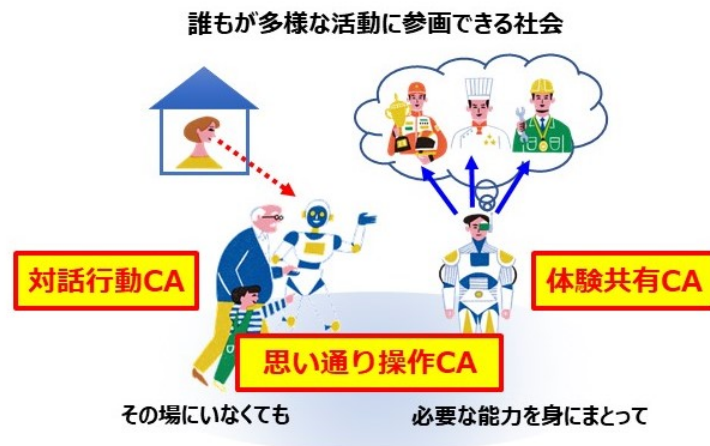 誰もが多様な活動に参画できる社会
対話行動CA
体験共有CA
思い通り操作CA
その場にいなくても
必要な能力を身にまとって